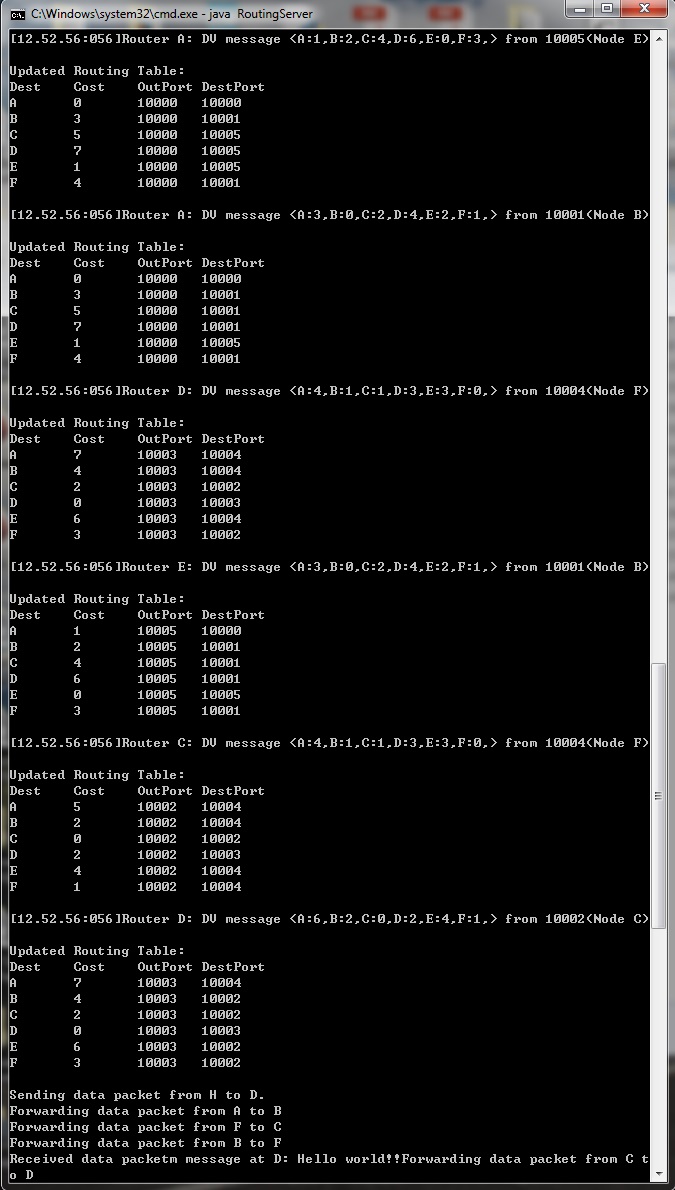 C:\Windows\system32\cmd.exe - java  RoutingServer
[12.52.56:056]Router A: DV message <A:1,B:2,C:4,D:6,E:0,F:3,> from 10005(Node E)
Updated Routing Table:
Dest Cost OutPort DestPort
A 0 10000 10000
B 3 10000 10001
C 5 10000 10005
D 7 10000 10005
E 1 10000 10005
F 4 10000 10001
[12.52.56:056]Router A: DV message <A:3,B:0,C:2,D:4,E:2,F:1,> from 10001(Node B)
Updated Routing Table:
Dest Cost OutPort DestPort
A 0 10000 10000
B 3 10000 10001
C 5 10000 10001
D 7 10000 10001
E 1 10000 10005
F 4 10000 10001
[12.52.56:056]Router D: DV message <A:4,B:1,C:1,D:3,E:3,F:0,> from 10004(Node F)
Updated Routing Table:
Dest Cost OutPort DestPort
A 7 10003 10004
B 4 10003 10004
C 2 10003 10002
D 0 10003 10003
E 6 10003 10004
F 3 10003 10002
[12.52.56:056]Router E: DV message <A:3,B:0,C:2,D:4,E:2,F:1,> from 10001(Node B)
Updated Routing Table:
Dest Cost OutPort DestPort
A 1 10005 10000
B 2 10005 10001
C 4 10005 10001
D 6 10005 10001
E 0 10005 10005
F 3 10005 10001
[12.52.56:056]Router C: DV message <A:4,B:1,C:1,D:3,E:3,F:0,> from 10004(Node F)
Updated Routing Table:
Dest Cost OutPort DestPort
A 5 10002 10004
B 2 10002 10004
C 0 10002 10002
D 2 10002 10003
E 4 10002 10004
F 1 10002 10004
[12.52.56:056]Router D: DV message <A:6,B:2,C:0,D:2,E:4,F:1,> from 10002(Node C)
Updated Routing Table:
Dest Cost OutPort DestPort
A 7 10003 10004
B 4 10003 10002
C 2 10003 10002
D 0 10003 10003
E 6 10003 10002
F 3 10003 10002
Sending data packet from H to D.
Forwarding data packet from A to B
Forwarding data packet from F to C
Forwarding data packet from B to F
Received data packetm message at D: Hello world!!Forwarding data packet from C t
o D